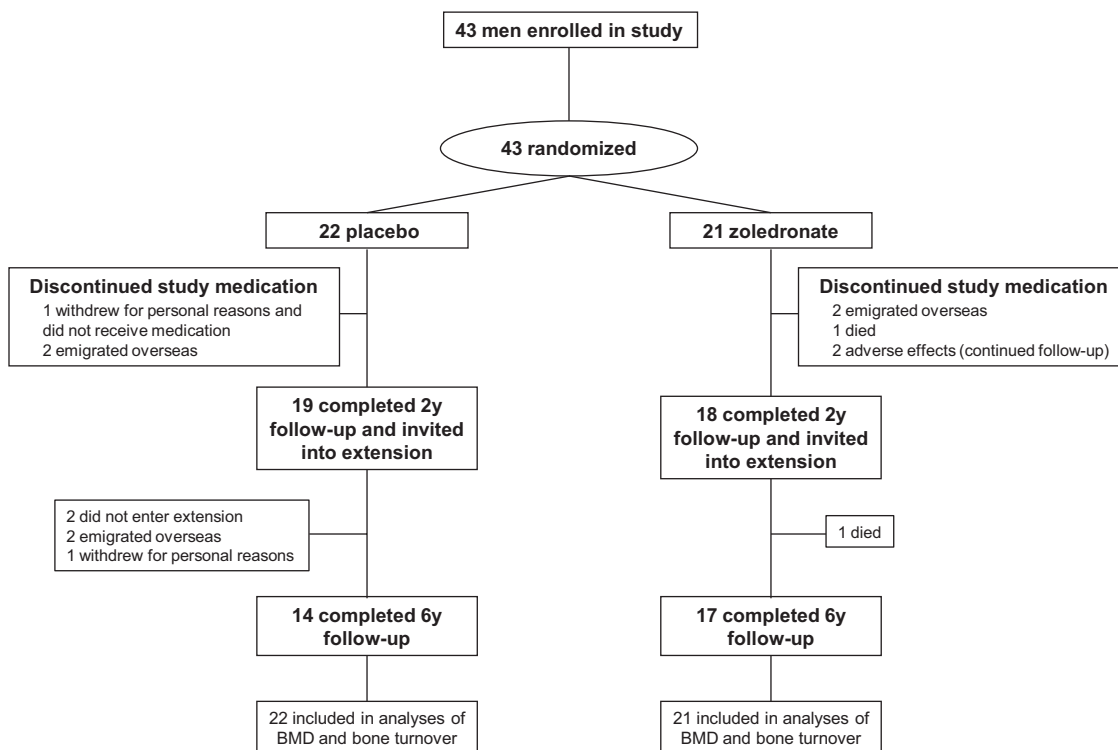 43 men enrolled in study
43 randomized
22 placebo
21 zoledronate
Discontinued study medication
1 withdrew for personal reasons and
did not receive medication
2 emigrated overseas
Discontinued study medication
2 emigrated overseas
1 died
2 adverse effects (continued follow-up)
19 completed 2y
follow-up and invited
into extension
18 completed 2y
follow-up and invited
into extension
2 did not enter extension
2 emigrated overseas
1 withdrew for personal reasons
1 died
14 completed 6y
follow-up
17 completed 6y
follow-up
22 included in analyses of
BMD and bone turnover
21 included in analyses of
BMD and bone turnover